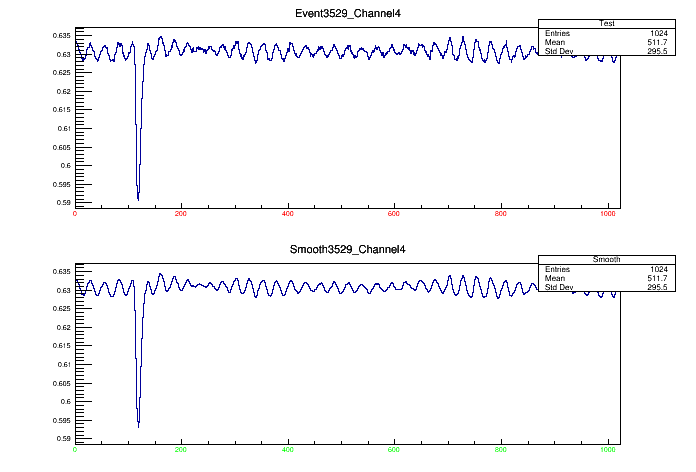 Event3529_Channel4
Test
Entries 1024
Mean 511.7
Std Dev 295.5
0.635
0.63
0.625
0.62
0.615
0.61
0.605
0.6
0.595
0.59
0 200 400 600 800 1000
Smooth3529_Channel4
Smooth
Entries 1024
Mean 511.7
Std Dev 295.5
0.635
0.63
0.625
0.62
0.615
0.61
0.605
0.6
0.595
0.59
0 200 400 600 800 1000